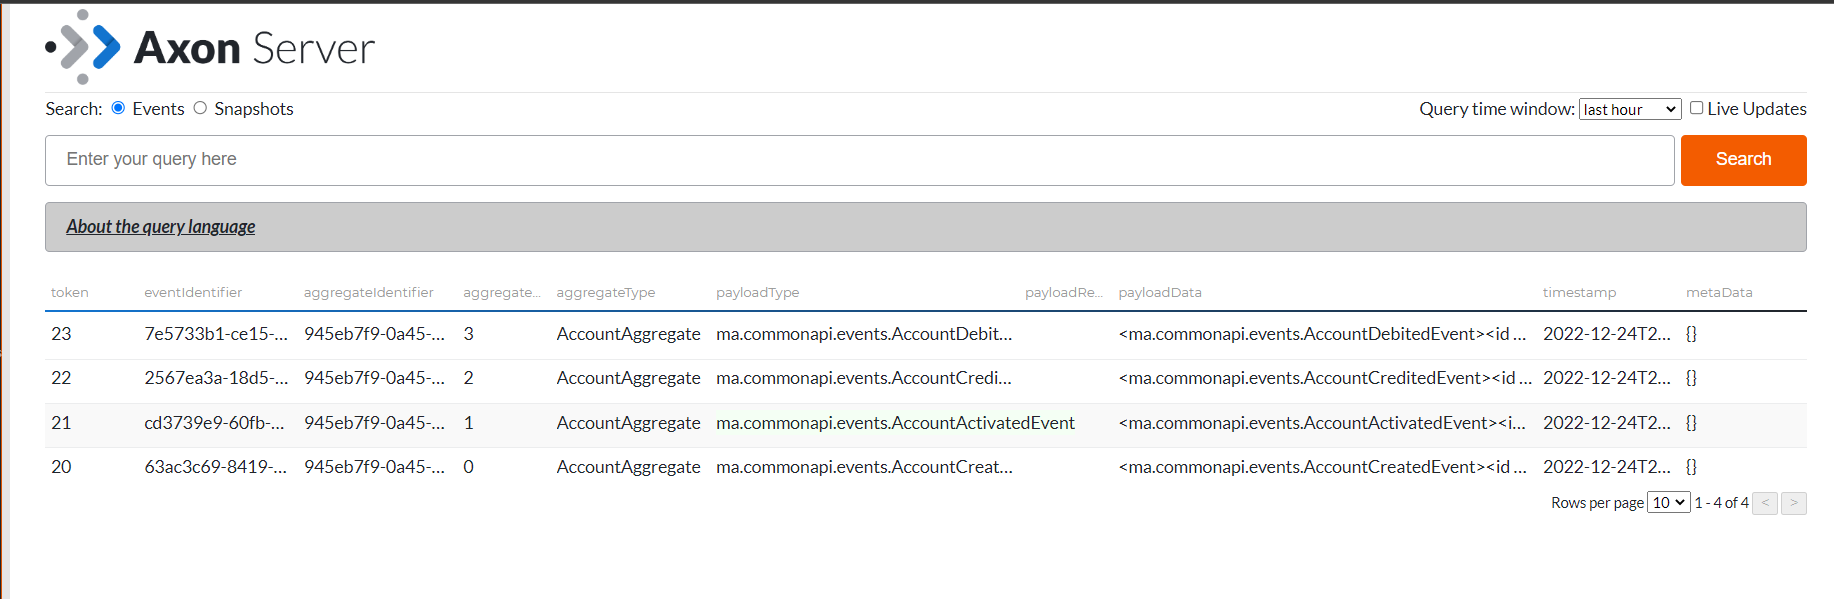 Axon Server
Search: Events Snapshots Query time window: last hour Live Updates
Enter your query here Search
About the query language
token eventIdentifier aggregateIdentifier aggregate... aggregateType payloadType payloadRe... payloadData timestamp metaData
23 7e5733b1-ce15-... 945eb7f9-0a45-... 3 AccountAggregate ma.commonapi.events.AccountDebit... <ma.commonapi.events.AccountDebitedEvent><id ... 2022-12-24T2... {}
22 2567ea3a-18d5-... 945eb7f9-0a45-... 2 AccountAggregate ma.commonapi.events.AccountCredi... <ma.commonapi.events.AccountCreditedEvent><id ... 2022-12-24T2... {}
21 cd3739e9-60fb-... 945eb7f9-0a45-... 1 AccountAggregate ma.commonapi.events.AccountActivatedEvent <ma.commonapi.events.AccountActivatedEvent><i... 2022-12-24T2... {}
20 63ac3c69-8419-... 945eb7f9-0a45-... 0 AccountAggregate ma.commonapi.events.AccountCreat... <ma.commonapi.events.AccountCreatedEvent><id ... 2022-12-24T2... {}
Rows per page 10 1 - 4 of 4 < >